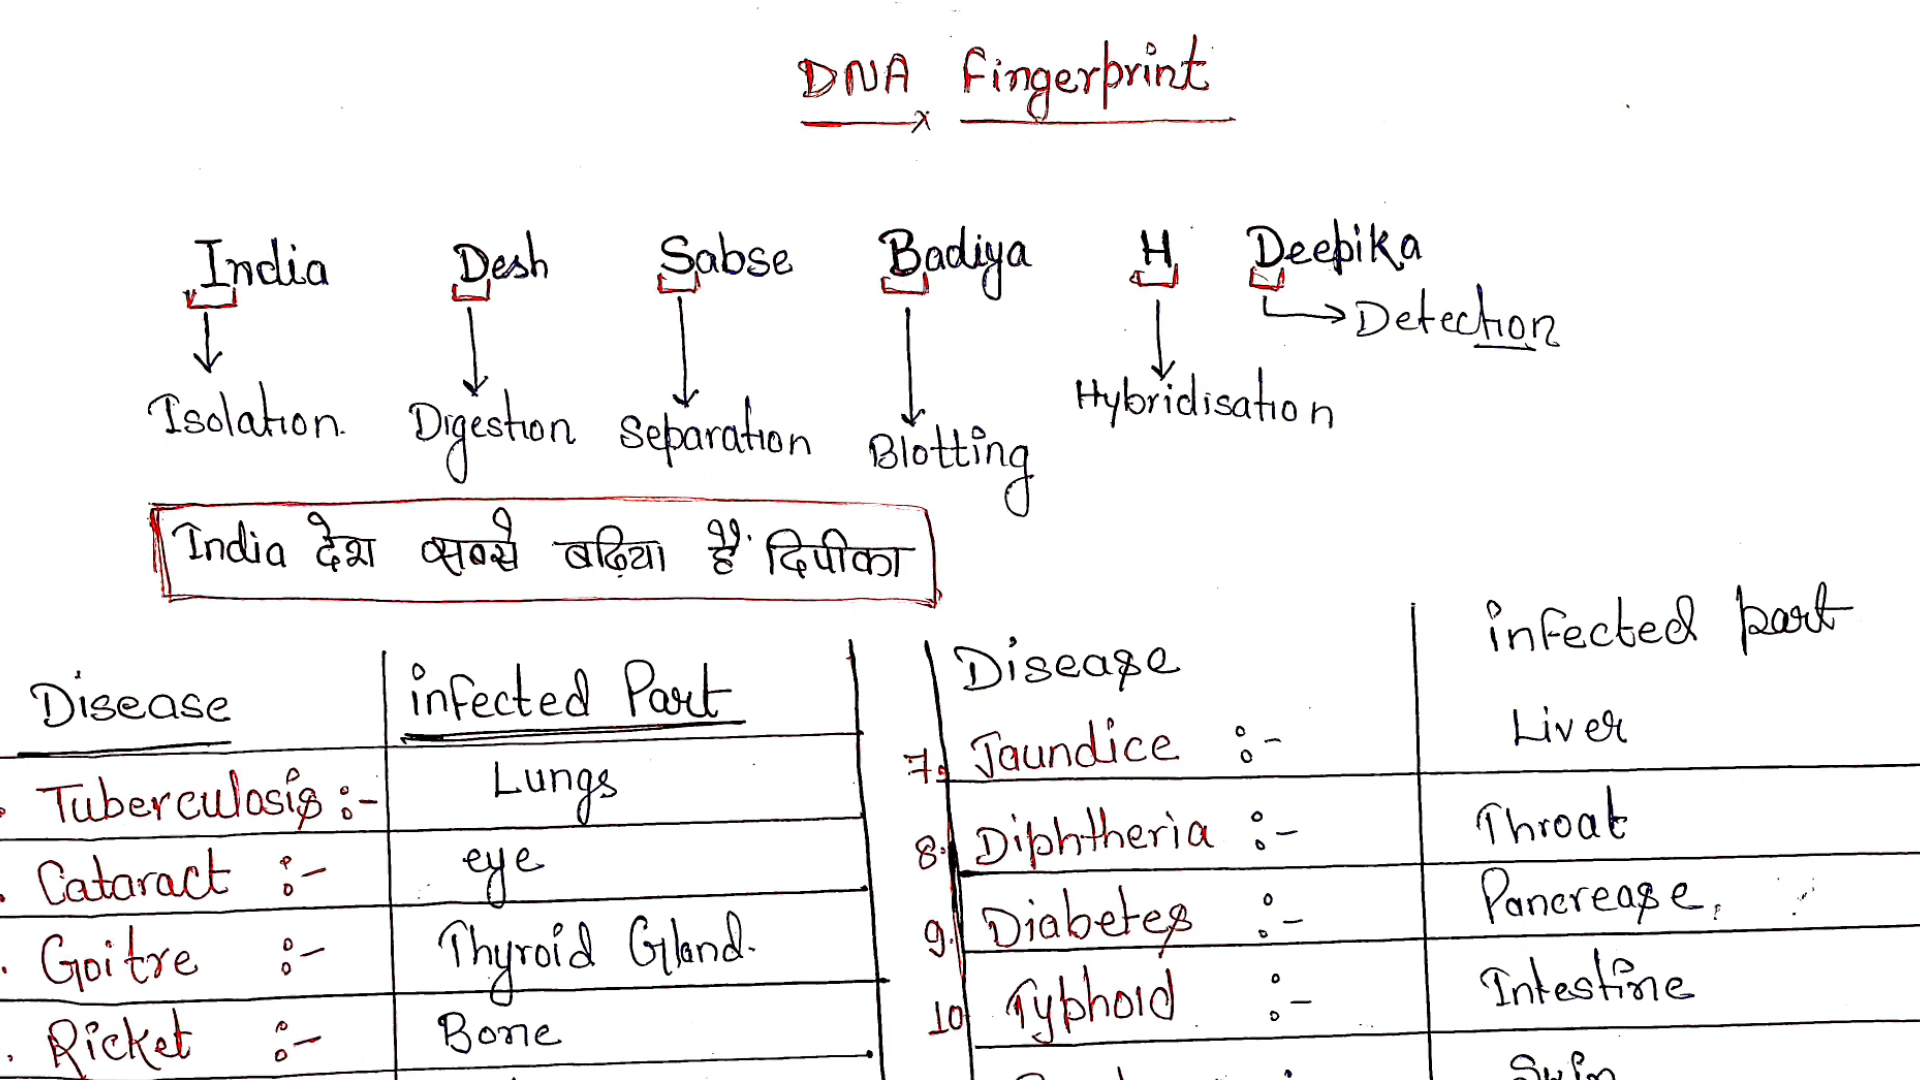 DNA Fingerprint
India Desh Sabse Badiya H Deepika
Detection
Isolation. Digestion Separation Blotting Hybridisation
India देश सबसे बढ़िया है दिपीका
Disease infected Part
Tuberculosis :- Lungs
Cataract :- eye
Goitre :- Thyroid Gland.
Ricket :- Bone
Disease infected part
7. Jaundice :- Liver
8. Diphtheria :- Throat
9. Diabetes :- Pancrease,
10 Typhoid :- Intestine